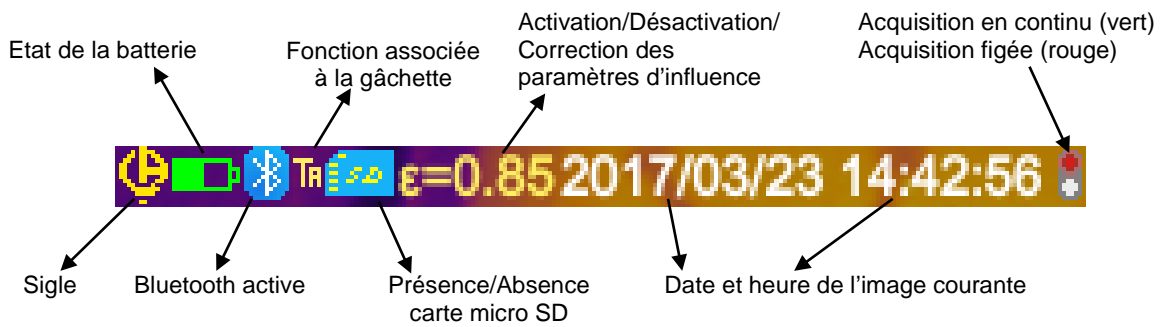 Activation/Désactivation/
Correction des
paramètres d'influence
Acquisition en continu (vert)
Acquisition figée (rouge)
Etat de la batterie
Fonction associée
à la gâchette
TA SD ε=0.85 2017/03/23 14:42:56
Sigle
Bluetooth active
Présence/Absence
carte micro SD
Date et heure de l'image courante